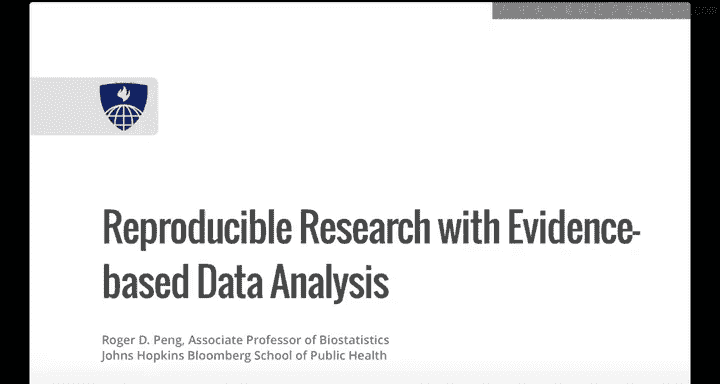 Reproducible Research with Evidence-
based Data Analysis
Roger D. Peng, Associate Professor of Biostatistics
Johns Hopkins Bloomberg School of Public Health